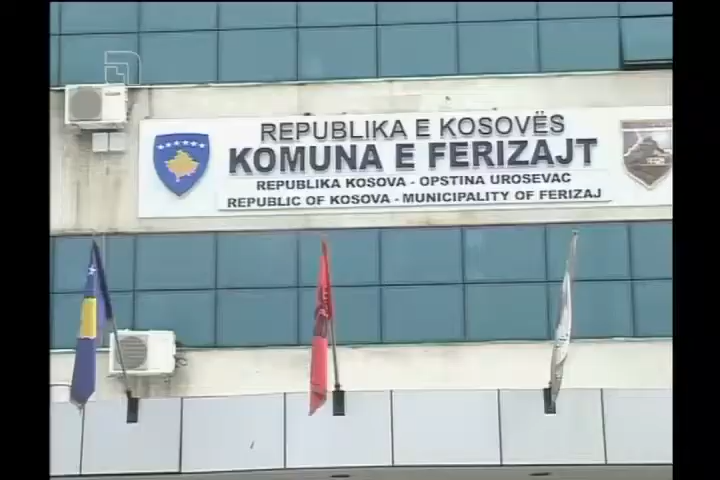 REPUBLIKA E KOSOVËS
KOMUNA E FERIZAJT
REPUBLIKA KOSOVA - OPSTINA UROSEVAC
REPUBLIC OF KOSOVA - MUNICIPALITY OF FERIZAJ